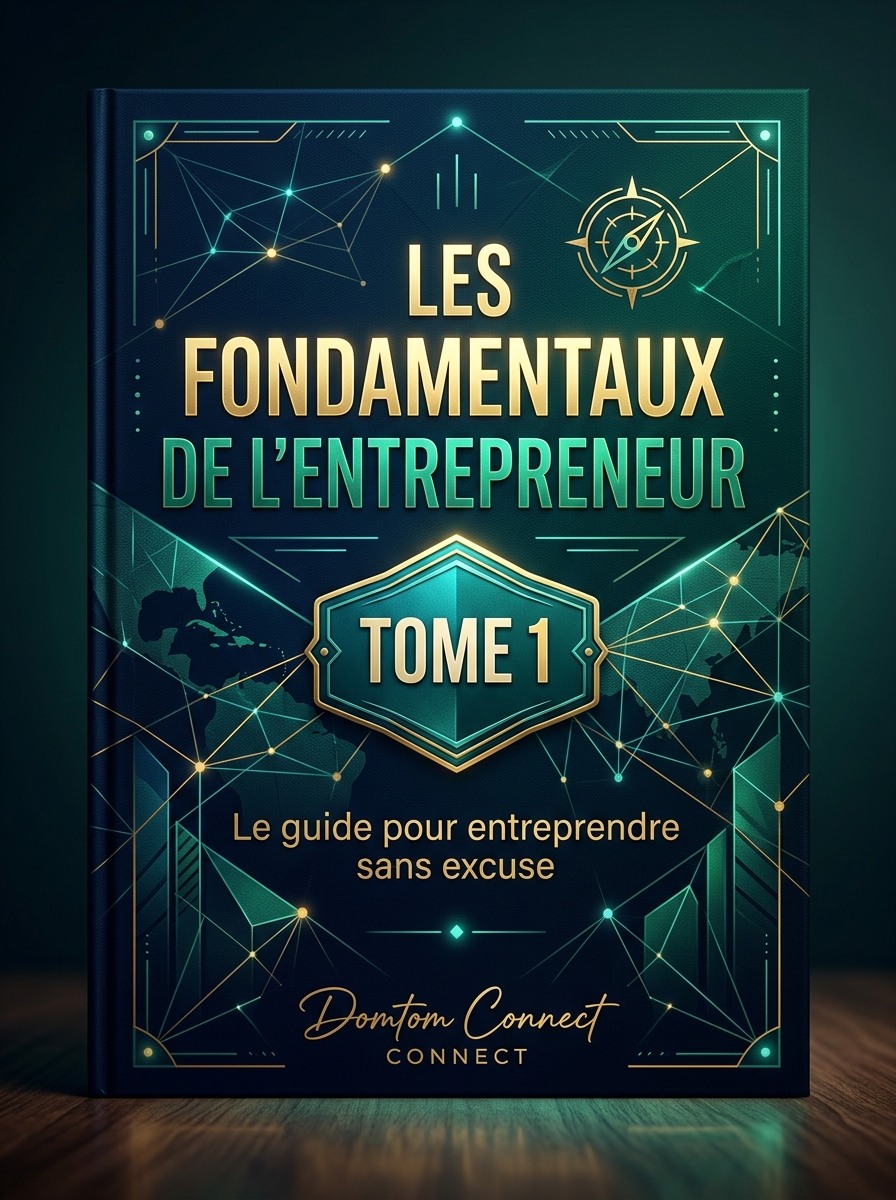 LES
FONDAMENTAUX
DE L'ENTREPRENEUR
TOME 1
Le guide pour entreprendre
sans excuse
Domtom Connect
CONNECT